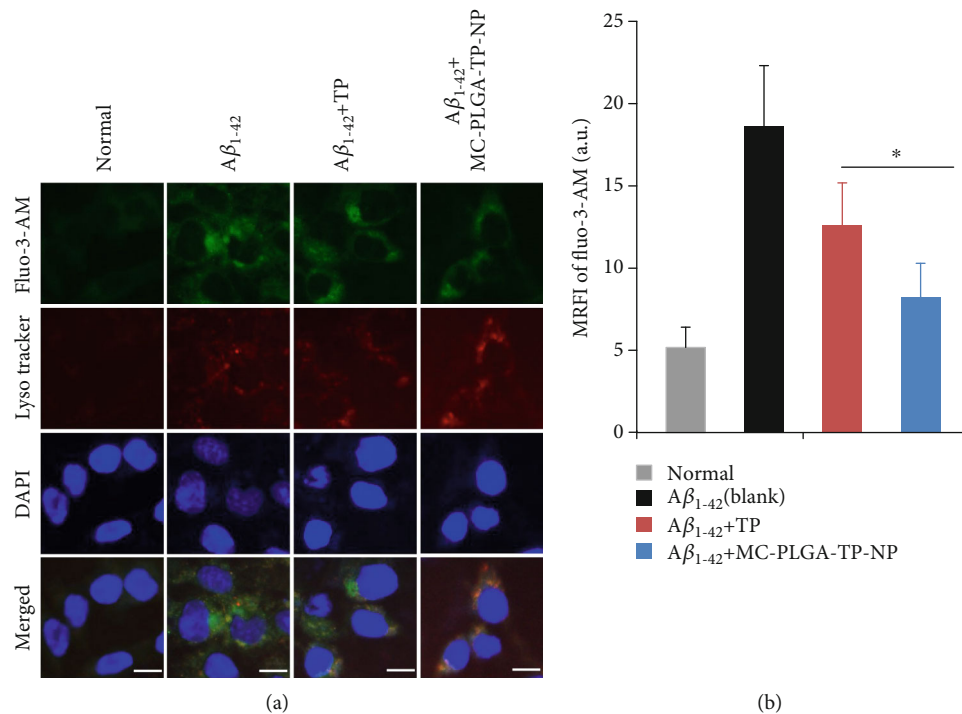 Normal
Aβ1-42
Aβ1-42+TP
Aβ1-42+
MC-PLGA-TP-NP
Fluo-3-AM
Lyso tracker
DAPI
Merged
(a)
MRFI of fluo-3-AM (a.u.)
25
20
15
10
5
0
*
Normal
Aβ1-42(blank)
Aβ1-42+TP
Aβ1-42+MC-PLGA-TP-NP
(b)